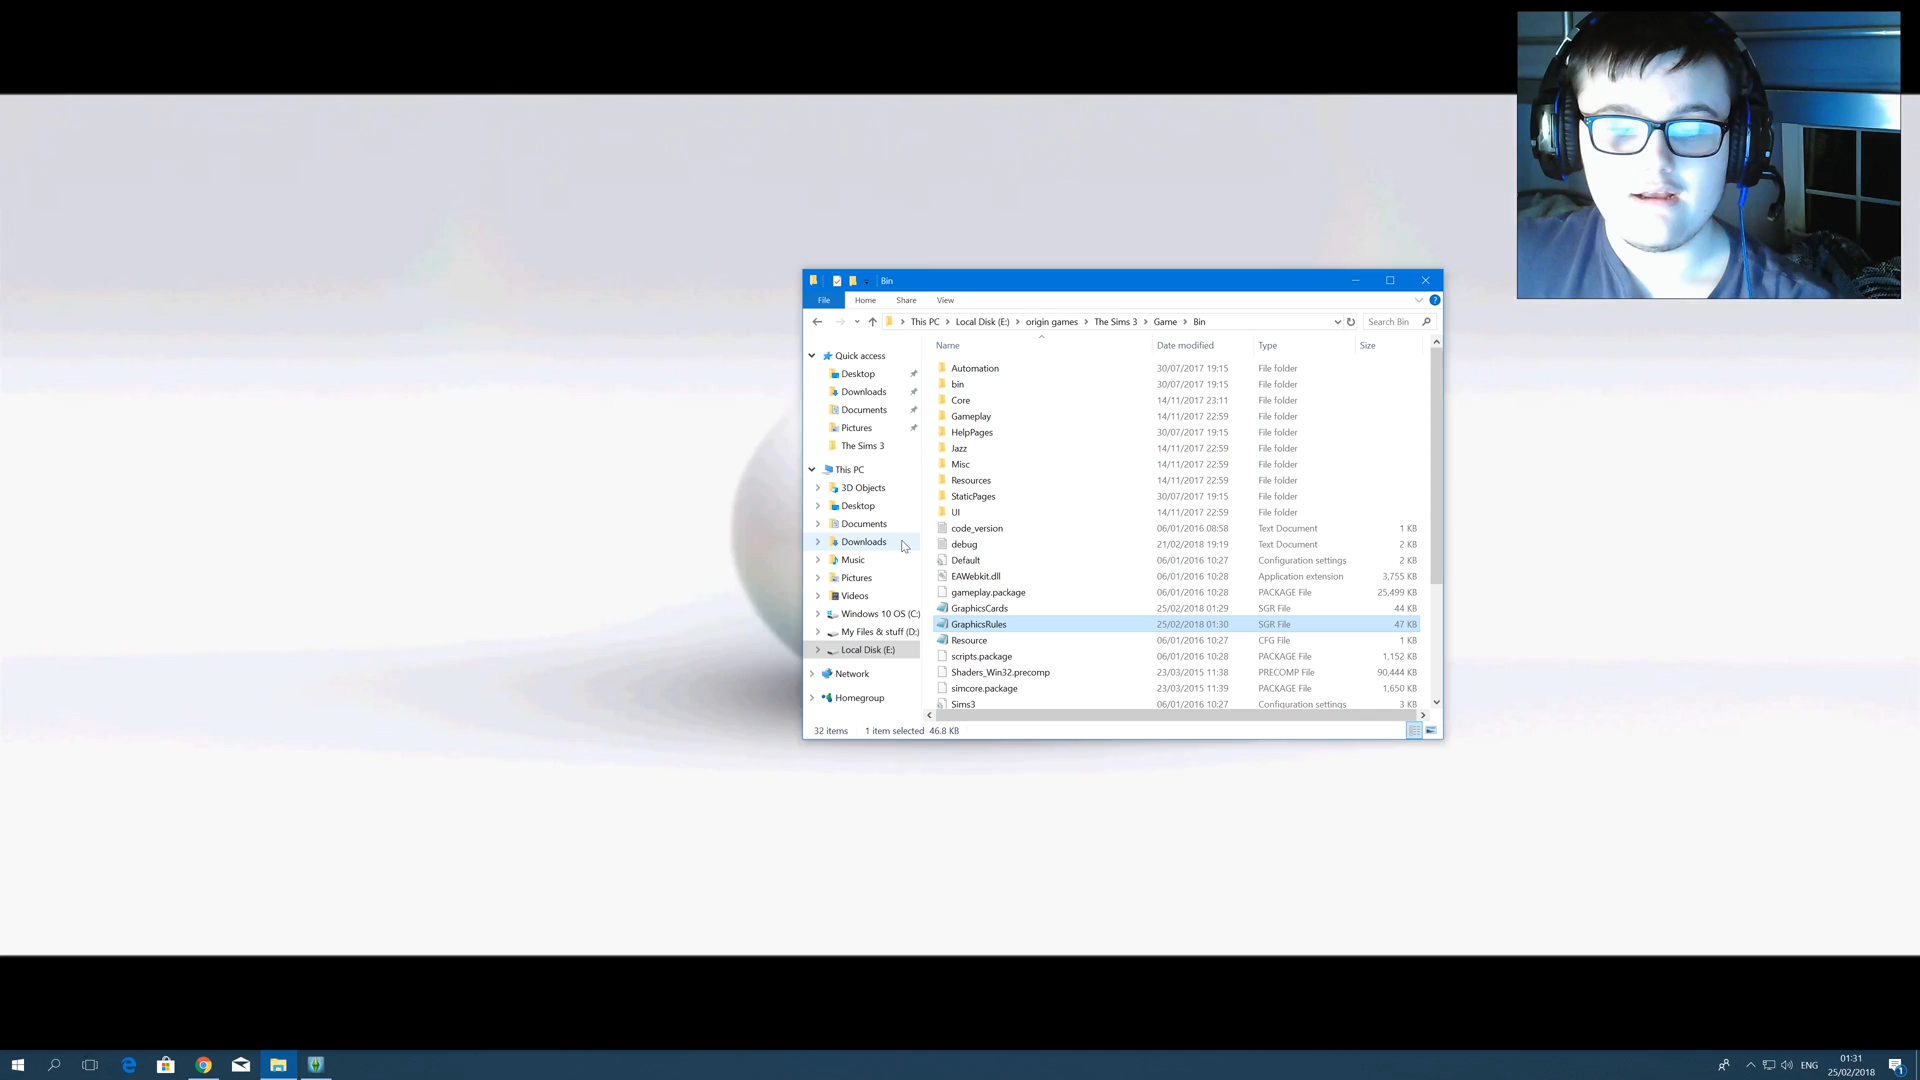 Bin
File Home Share View
This PC Local Disk (E:) origin games The Sims 3 Game Bin Search Bin
Name Date modified Type Size
Quick access
Desktop
Downloads
Documents
Pictures
The Sims 3
This PC
3D Objects
Desktop
Documents
Downloads
Music
Pictures
Videos
Windows 10 OS (C:)
My Files & stuff (D:)
Local Disk (E:)
Network
Homegroup
Automation 30/07/2017 19:15 File folder
bin 30/07/2017 19:15 File folder
Core 14/11/2017 23:11 File folder
Gameplay 14/11/2017 22:59 File folder
HelpPages 30/07/2017 19:15 File folder
Jazz 14/11/2017 22:59 File folder
Misc 14/11/2017 22:59 File folder
Resources 14/11/2017 22:59 File folder
StaticPages 30/07/2017 19:15 File folder
UI 14/11/2017 22:59 File folder
code_version 06/01/2016 08:58 Text Document 1 KB
debug 21/02/2018 19:19 Text Document 2 KB
Default 06/01/2016 10:27 Configuration settings 2 KB
EAWebkit.dll 06/01/2016 10:28 Application extension 3,755 KB
gameplay.package 06/01/2016 10:28 PACKAGE File 25,499 KB
GraphicsCards 25/02/2018 01:29 SGR File 44 KB
GraphicsRules 25/02/2018 01:30 SGR File 47 KB
Resource 06/01/2016 10:27 CFG File 1 KB
scripts.package 06/01/2016 10:28 PACKAGE File 1,152 KB
Shaders_Win32.precomp 23/03/2015 11:38 PRECOMP File 90,444 KB
simcore.package 23/03/2015 11:39 PACKAGE File 1,650 KB
Sims3 06/01/2016 10:27 Configuration settings 3 KB
32 items 1 item selected 46.8 KB
ENG
01:31
25/02/2018
1